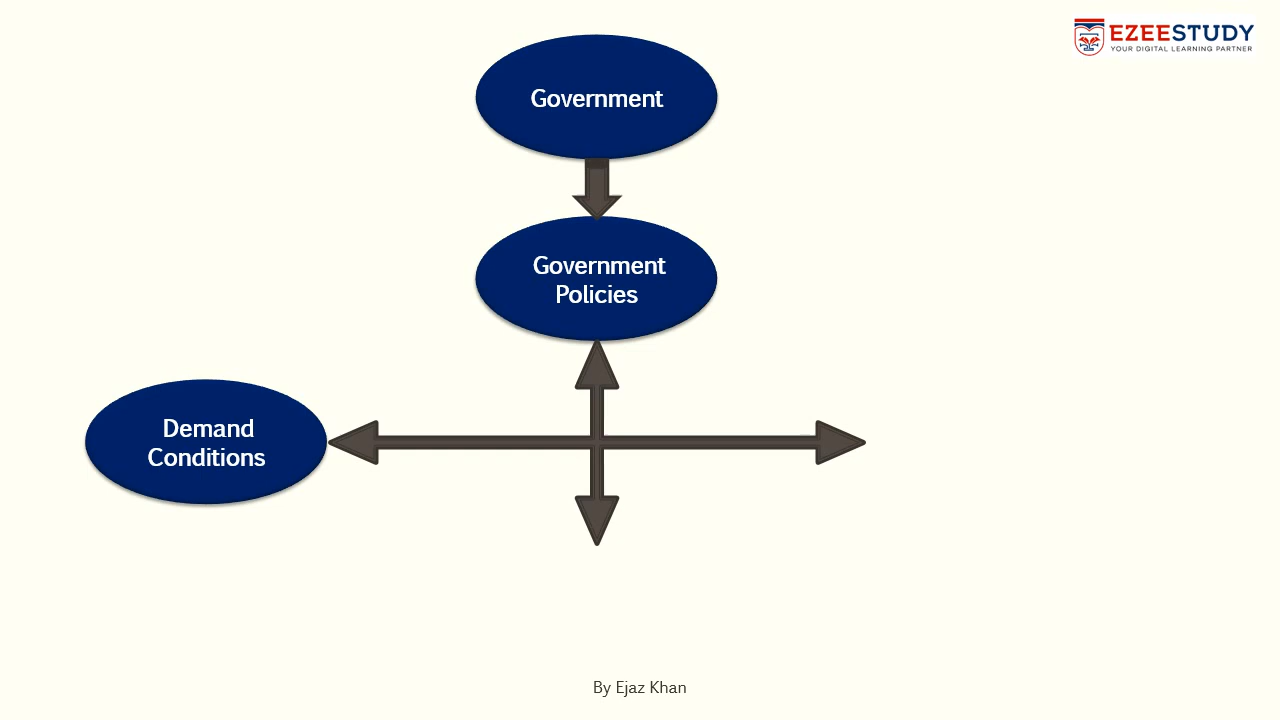 EZEESTUDY
YOUR DIGITAL LEARNING PARTNER
Government
Government
Policies
Demand
Conditions
By Ejaz Khan